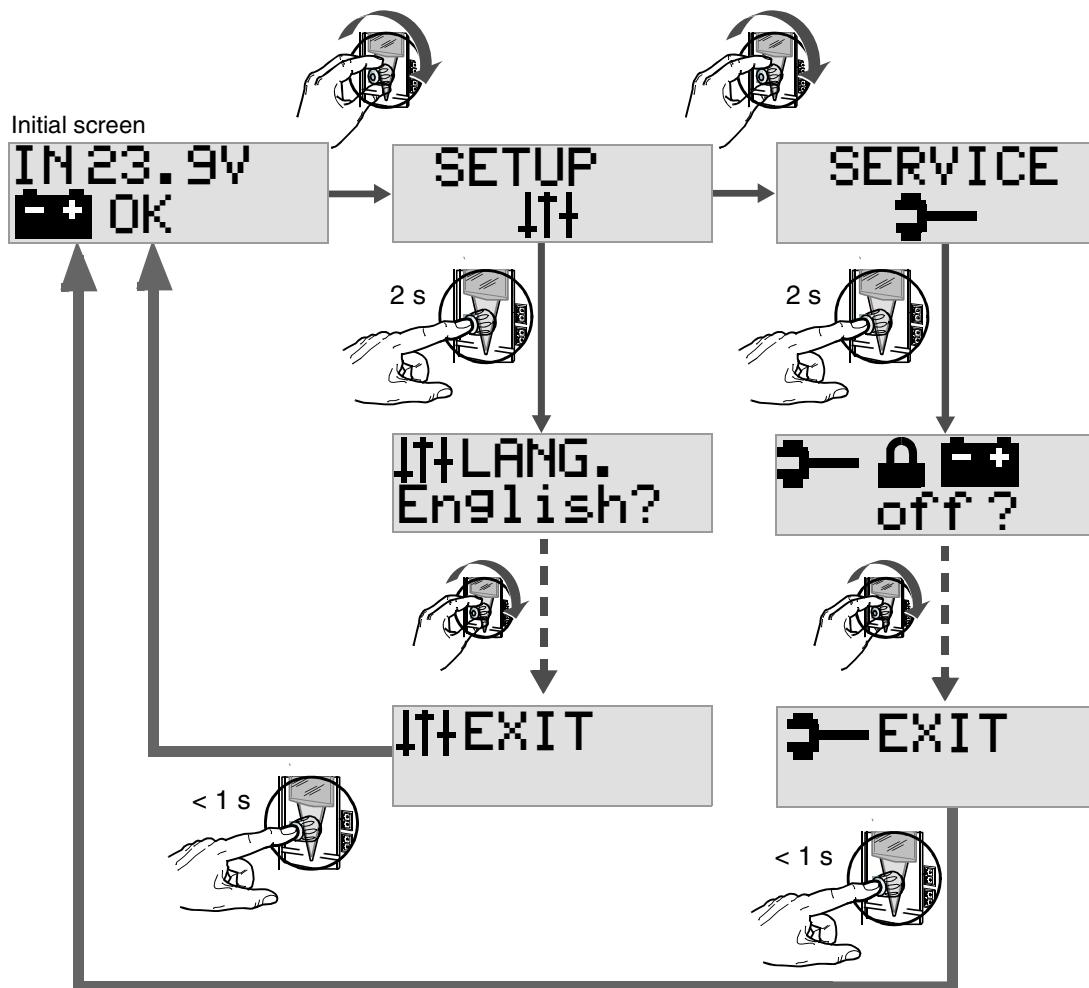 Initial screen
IN 23.9V
- + OK
SETUP
SERVICE
2 s
2 s
LANG.
English?
- +
off ?
EXIT
EXIT
< 1 s
< 1 s